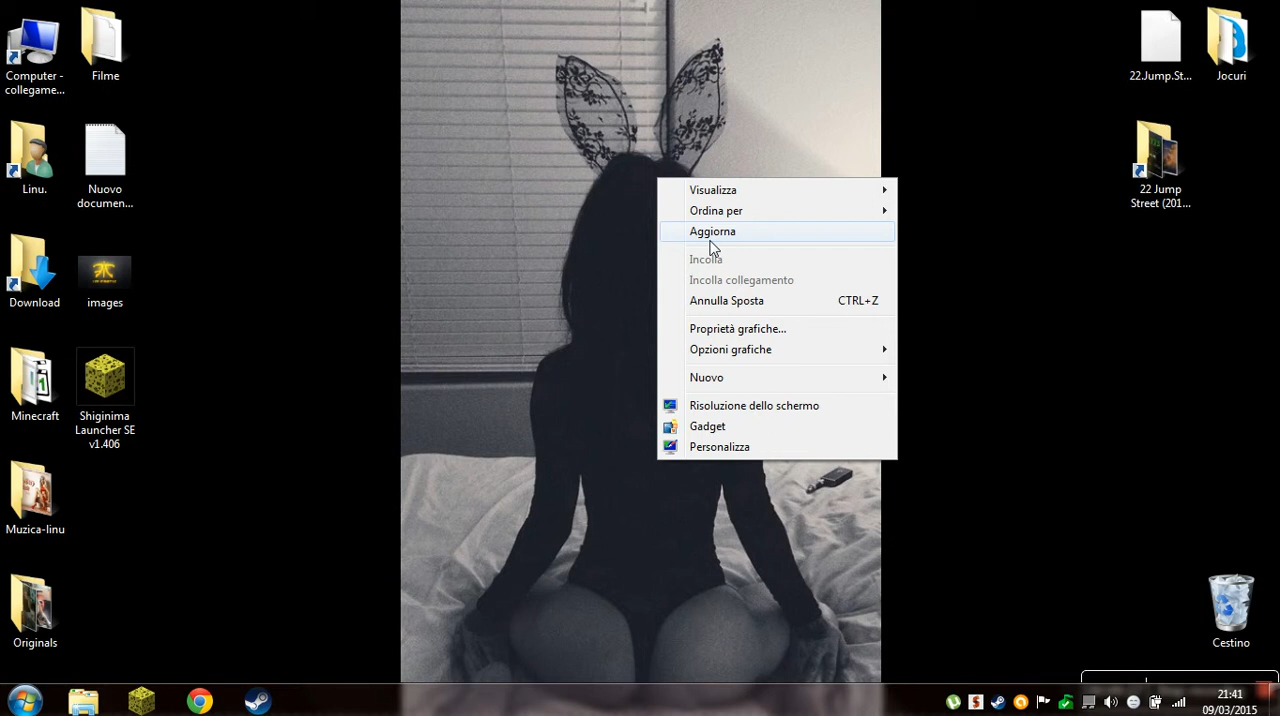 Computer -
collegame...
Filme
Linu.
Nuovo
documen...
Download
images
Minecraft
Shiginima
Launcher SE
v1.406
Muzica-linu
Originals
Visualizza
Ordina per
Aggiorna
Incolla
Incolla collegamento
Annulla Sposta CTRL+Z
Proprietà grafiche...
Opzioni grafiche
Nuovo
Risoluzione dello schermo
Gadget
Personalizza
22.Jump.St...
Jocuri
22 Jump
Street (201...
Cestino
21:41
09/03/2015